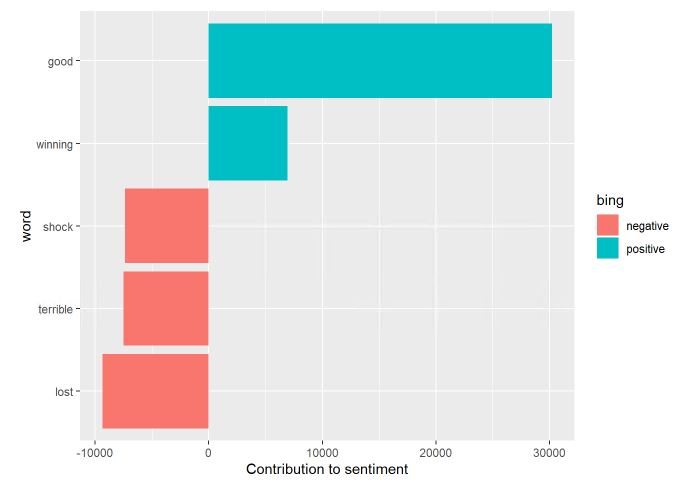 good
winning
shock
terrible
lost
word
-10000 0 10000 20000 30000
Contribution to sentiment
bing
negative
positive